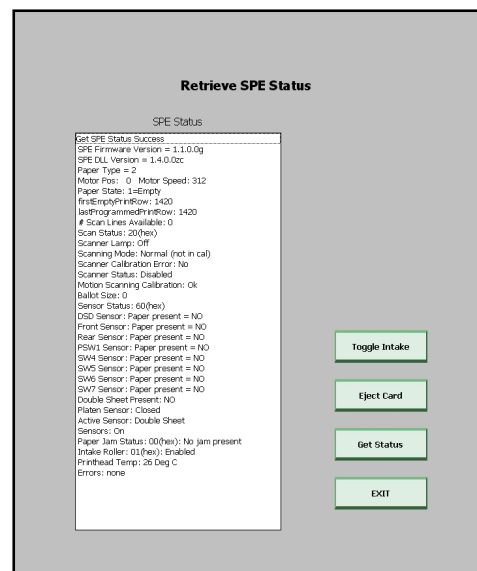 Retrieve SPE Status
SPE Status
Get SPE Status Success
SPE Firmware Version = 1.1.0.0g
SPE DLL Version = 1.4.0.0zc
Paper Type = 2
Motor Pos: 0 Motor Speed: 312
Paper State: 1=Empty
firstEmptyPrintRow: 1420
lastProgrammedPrintRow: 1420
# Scan Lines Available: 0
Scan Status: 20(hex)
Scanner Lamp: Off
Scanning Mode: Normal (not in cal)
Scanner Calibration Error: No
Scanner Status: Disabled
Motion Scanning Calibration: Ok
Ballot Size: 0
Sensor Status: 60(hex)
DSD Sensor: Paper present = NO
Front Sensor: Paper present = NO
Rear Sensor: Paper present = NO
PSW1 Sensor: Paper present = NO
SW4 Sensor: Paper present = NO
SW5 Sensor: Paper present = NO
SW6 Sensor: Paper present = NO
SW7 Sensor: Paper present = NO
Double Sheet Present: NO
Platen Sensor: Closed
Active Sensor: Double Sheet
Sensors: On
Paper Jam Status: 00(hex): No jam present
Intake Roller: 01(hex): Enabled
Printhead Temp: 26 Deg C
Errors: none
Toggle Intake
Eject Card
Get Status
EXIT